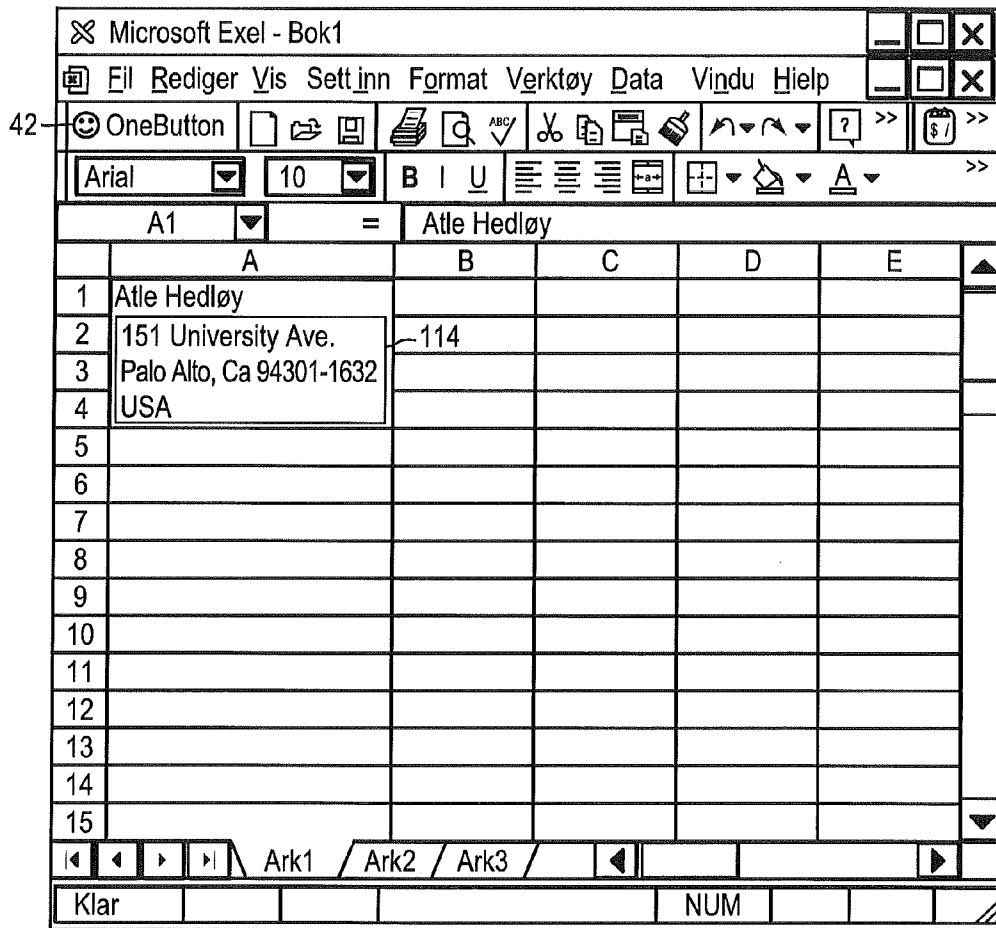 Microsoft Exel - Bok1
Fil Rediger Vis Sett inn Format Verktøy Data Vindu Hielp
42 OneButton ABC ? >> $ / >>
Arial 10 B I U a A >>
A1 = Atle Hedløy
A B C D E
1 Atle Hedløy
2 151 University Ave. 114
3 Palo Alto, Ca 94301-1632
4 USA
5
6
7
8
9
10
11
12
13
14
15
Ark1 Ark2 Ark3
Klar NUM